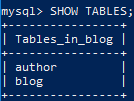 mysql> SHOW TABLES;
+----------------+
| Tables_in_blog |
+----------------+
| author         |
| blog           |
+----------------+